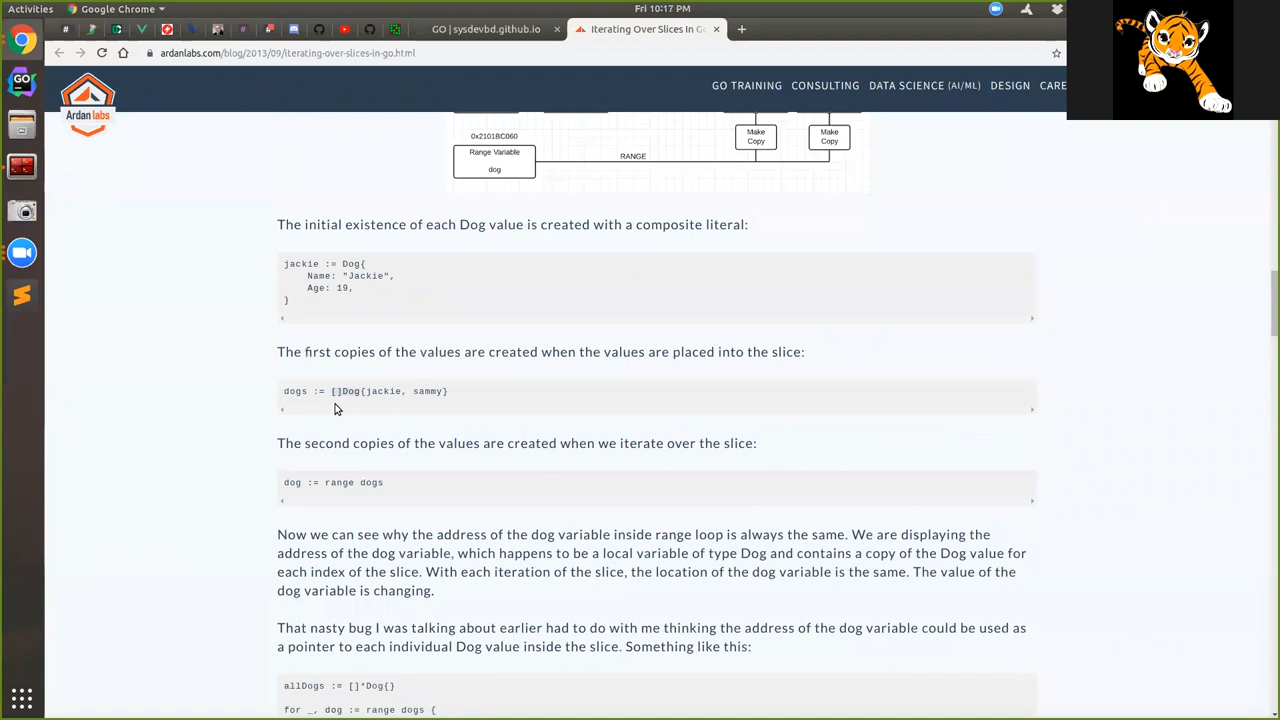 Activities
Google Chrome
Fri 10:17 PM
GO | sysdevbd.github.io
Iterating Over Slices In Go
ardanlabs.com/blog/2013/09/iterating-over-slices-in-go.html
Ardan labs
GO TRAINING CONSULTING DATA SCIENCE (AI/ML) DESIGN CARE
0x2101BC060
Range Variable
dog
RANGE
Make
Copy
Make
Copy
The initial existence of each Dog value is created with a composite literal:
jackie := Dog{
Name: "Jackie",
Age: 19,
}
The first copies of the values are created when the values are placed into the slice:
dogs := []Dog{jackie, sammy}
The second copies of the values are created when we iterate over the slice:
dog := range dogs
Now we can see why the address of the dog variable inside range loop is always the same. We are displaying the
address of the dog variable, which happens to be a local variable of type Dog and contains a copy of the Dog value for
each index of the slice. With each iteration of the slice, the location of the dog variable is the same. The value of the
dog variable is changing.
That nasty bug I was talking about earlier had to do with me thinking the address of the dog variable could be used as
a pointer to each individual Dog value inside the slice. Something like this:
allDogs := []*Dog{}
for _, dog := range dogs {